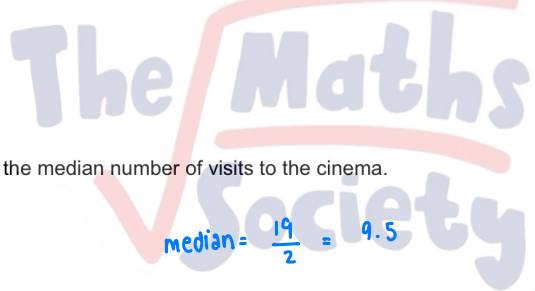 The Maths
the median number of visits to the cinema.
Society
median = 19/2 = 9.5